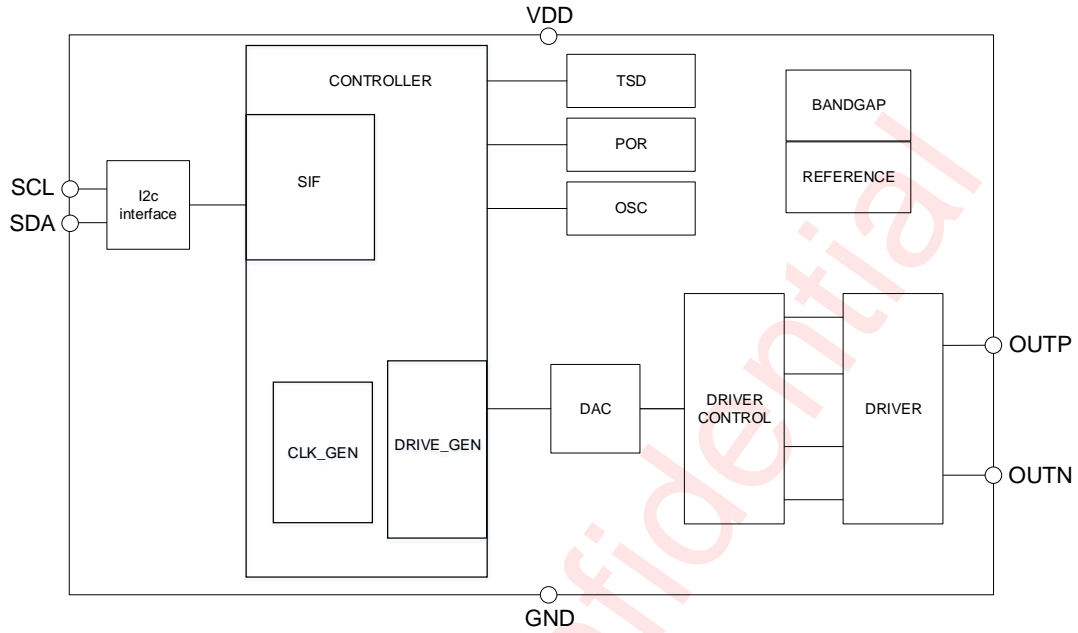 VDD
CONTROLLER
TSD
BANDGAP
POR
SIF
REFERENCE
SCL
I2c
interface
OSC
SDA
OUTP
DAC
DRIVER
CONTROL
DRIVER
DRIVE_GEN
CLK_GEN
OUTN
GND